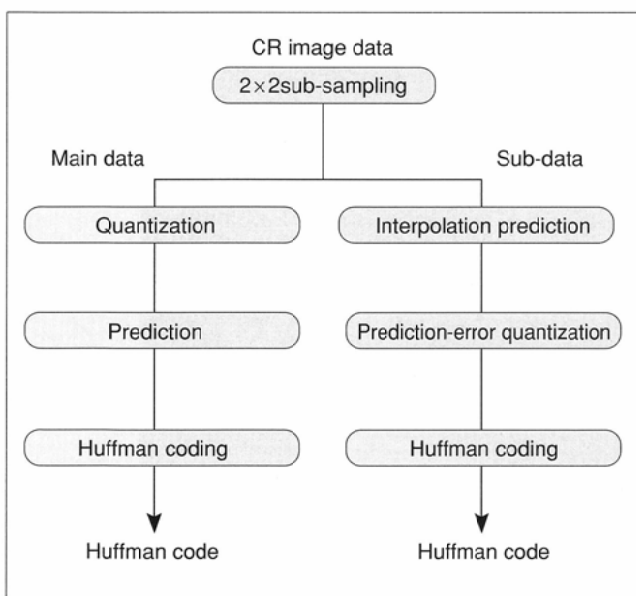 CR image data
2×2sub-sampling
Main data
Sub-data
Quantization
Interpolation prediction
Prediction
Prediction-error quantization
Huffman coding
Huffman coding
Huffman code
Huffman code